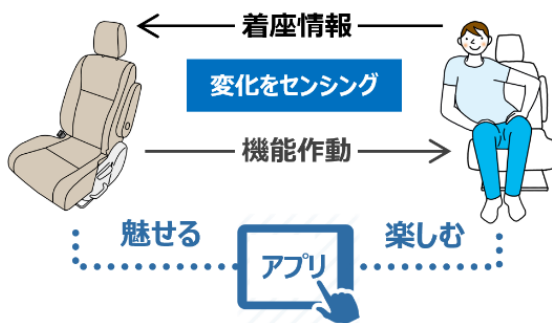 着座情報
変化をセンシング
機能作動
魅せる
アプリ
楽しむ